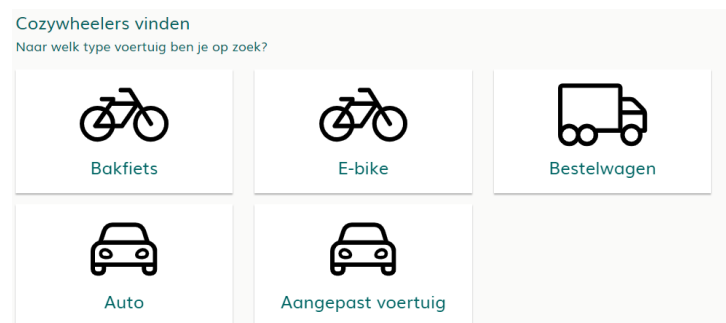 Cozywheelers vinden
Naar welk type voertuig ben je op zoek?
Bakfiets
E-bike
Bestelwagen
Auto
Aangepast voertuig